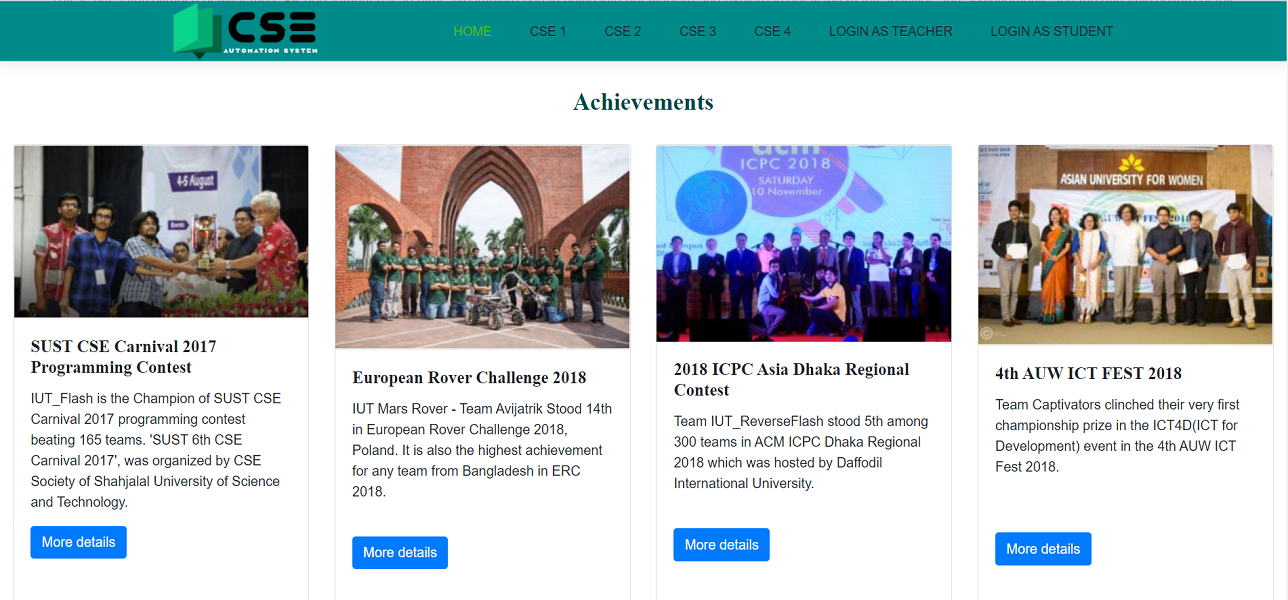 CSE
AUTOMATION SYSTEM
HOME
CSE 1
CSE 2
CSE 3
CSE 4
LOGIN AS TEACHER
LOGIN AS STUDENT
Achievements
4-5 August
SUST CSE Carnival 2017
Programming Contest
IUT_Flash is the Champion of SUST CSE
Carnival 2017 programming contest
beating 165 teams. 'SUST 6th CSE
Carnival 2017', was organized by CSE
Society of Shahjalal University of Science
and Technology.
More details
European Rover Challenge 2018
IUT Mars Rover - Team Avijatrik Stood 14th
in European Rover Challenge 2018,
Poland. It is also the highest achievement
for any team from Bangladesh in ERC
2018.
More details
acm
ICPC 2018
SATURDAY
10 November
2018 ICPC Asia Dhaka Regional
Contest
Team IUT_ReverseFlash stood 5th among
300 teams in ACM ICPC Dhaka Regional
2018 which was hosted by Daffodil
International University.
More details
ICT FEST 2018
ASIAN UNIVERSITY FOR WOMEN
4th AUW ICT FEST 2018
Team Captivators clinched their very first
championship prize in the ICT4D(ICT for
Development) event in the 4th AUW ICT
Fest 2018.
More details